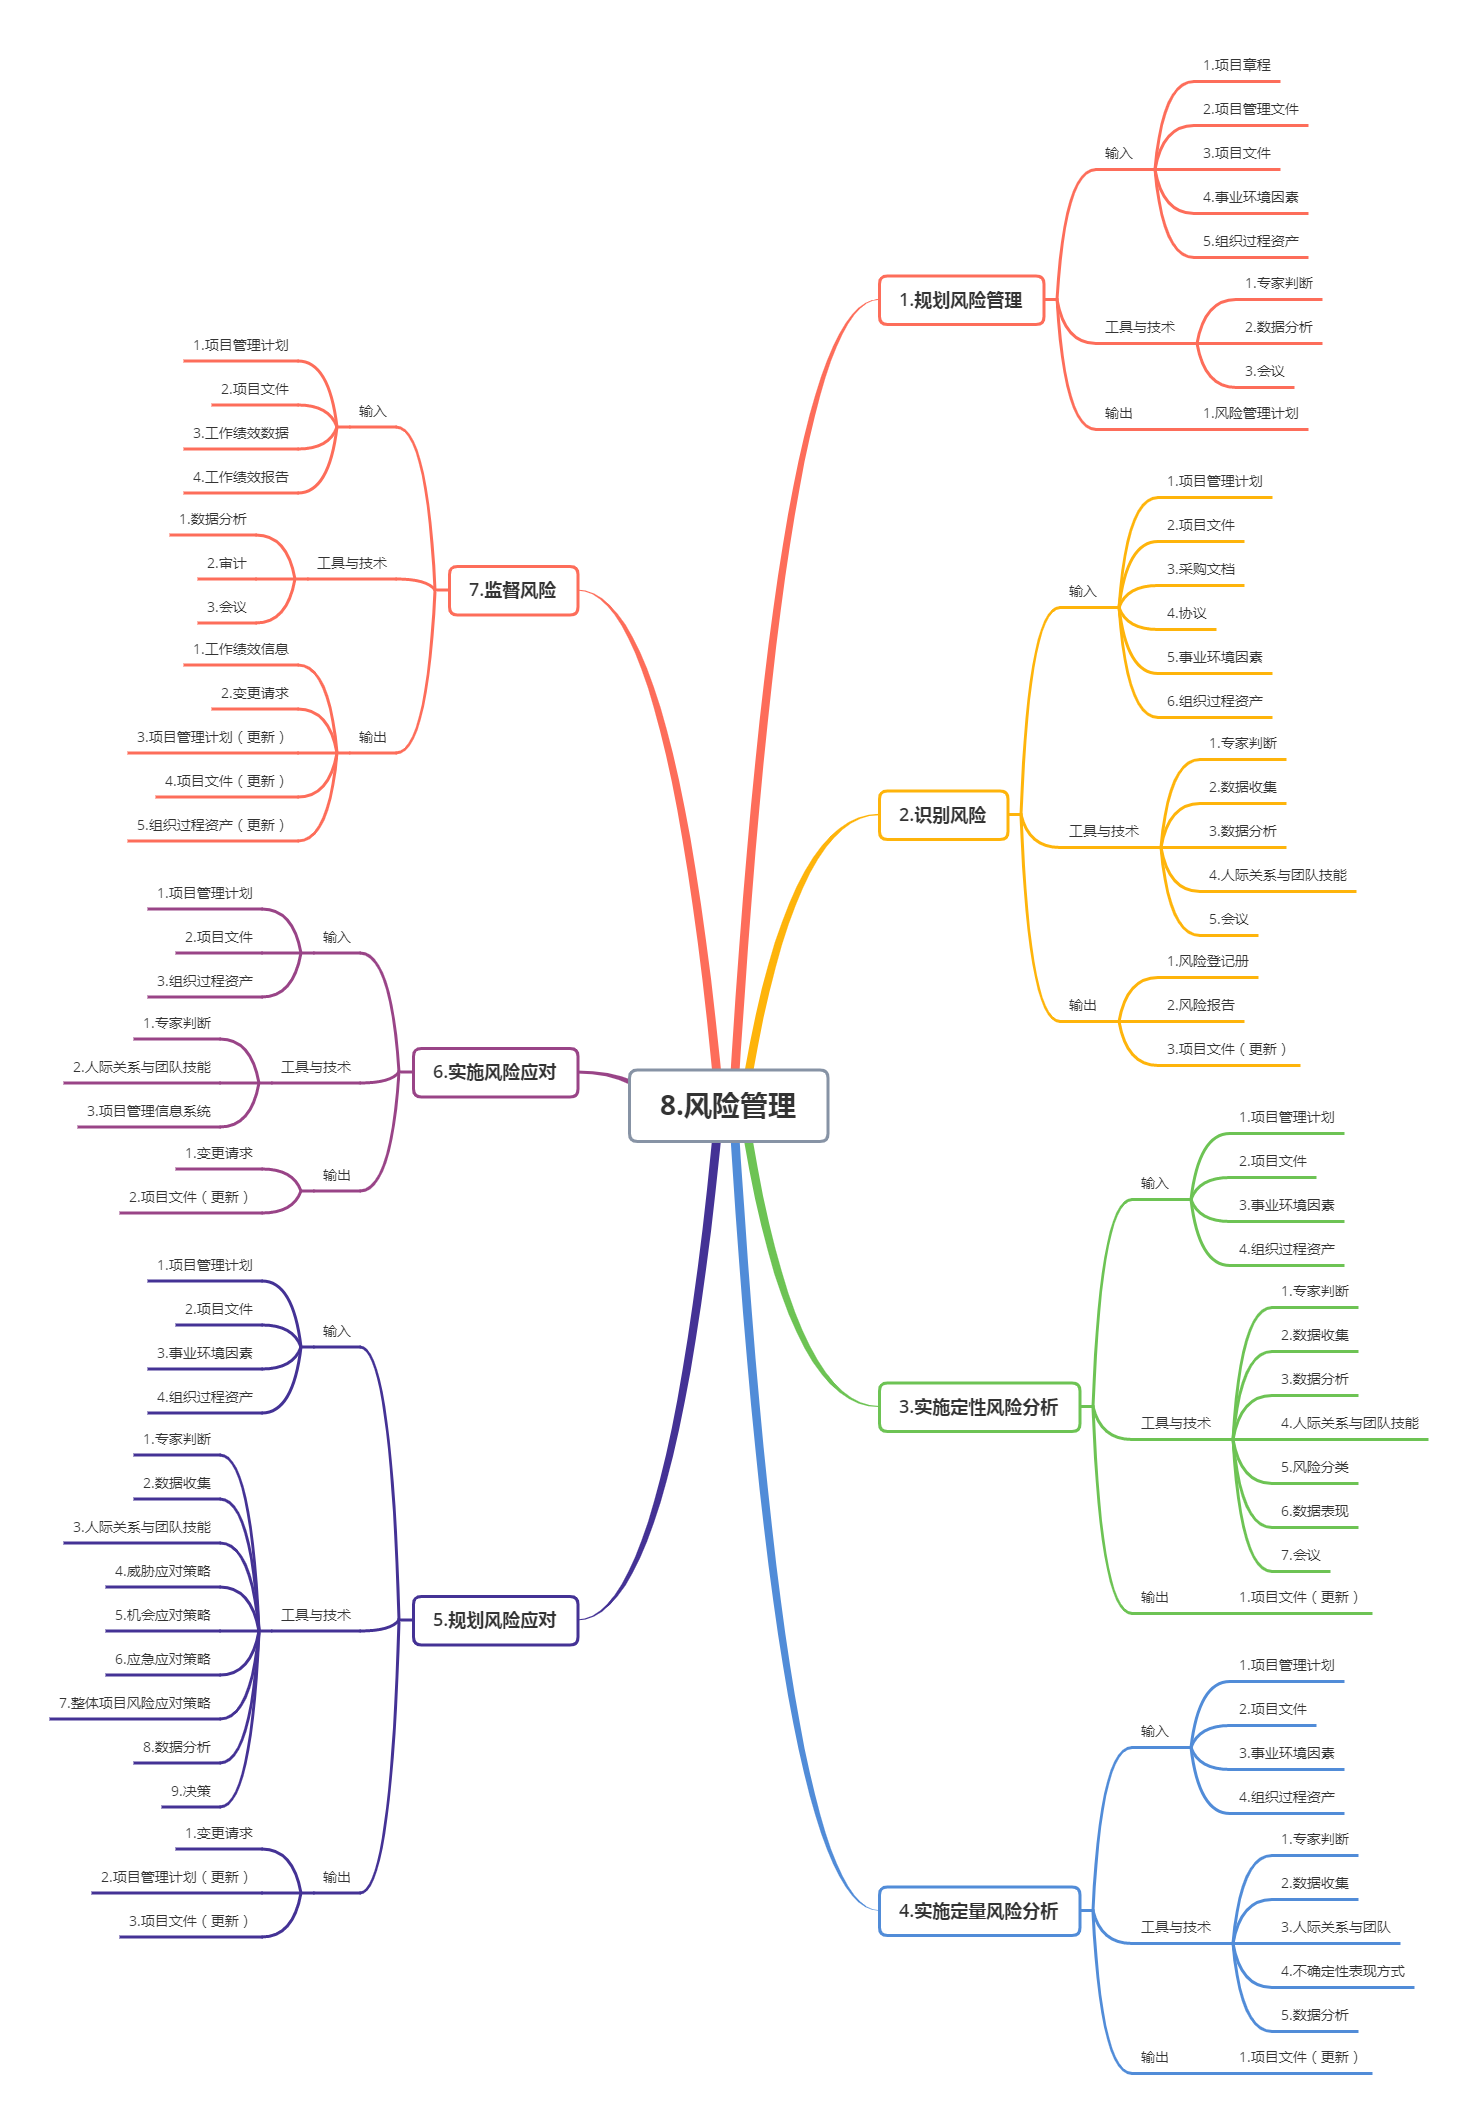 8.风险管理
1.规划风险管理
输入
1.项目章程
2.项目管理文件
3.项目文件
4.事业环境因素
5.组织过程资产
工具与技术
1.专家判断
2.数据分析
3.会议
输出
1.风险管理计划
2.识别风险
输入
1.项目管理计划
2.项目文件
3.采购文档
4.协议
5.事业环境因素
6.组织过程资产
工具与技术
1.专家判断
2.数据收集
3.数据分析
4.人际关系与团队技能
5.会议
输出
1.风险登记册
2.风险报告
3.项目文件（更新）
3.实施定性风险分析
输入
1.项目管理计划
2.项目文件
3.事业环境因素
4.组织过程资产
工具与技术
1.专家判断
2.数据收集
3.数据分析
4.人际关系与团队技能
5.风险分类
6.数据表现
7.会议
输出
1.项目文件（更新）
4.实施定量风险分析
输入
1.项目管理计划
2.项目文件
3.事业环境因素
4.组织过程资产
工具与技术
1.专家判断
2.数据收集
3.人际关系与团队
4.不确定性表现方式
5.数据分析
输出
1.项目文件（更新）
5.规划风险应对
输入
1.项目管理计划
2.项目文件
3.事业环境因素
4.组织过程资产
工具与技术
1.专家判断
2.数据收集
3.人际关系与团队技能
4.威胁应对策略
5.机会应对策略
6.应急应对策略
7.整体项目风险应对策略
8.数据分析
9.决策
输出
1.变更请求
2.项目管理计划（更新）
3.项目文件（更新）
6.实施风险应对
输入
1.项目管理计划
2.项目文件
3.组织过程资产
工具与技术
1.专家判断
2.人际关系与团队技能
3.项目管理信息系统
输出
1.变更请求
2.项目文件（更新）
7.监督风险
输入
1.项目管理计划
2.项目文件
3.工作绩效数据
4.工作绩效报告
工具与技术
1.数据分析
2.审计
3.会议
输出
1.工作绩效信息
2.变更请求
3.项目管理计划（更新）
4.项目文件（更新）
5.组织过程资产（更新）